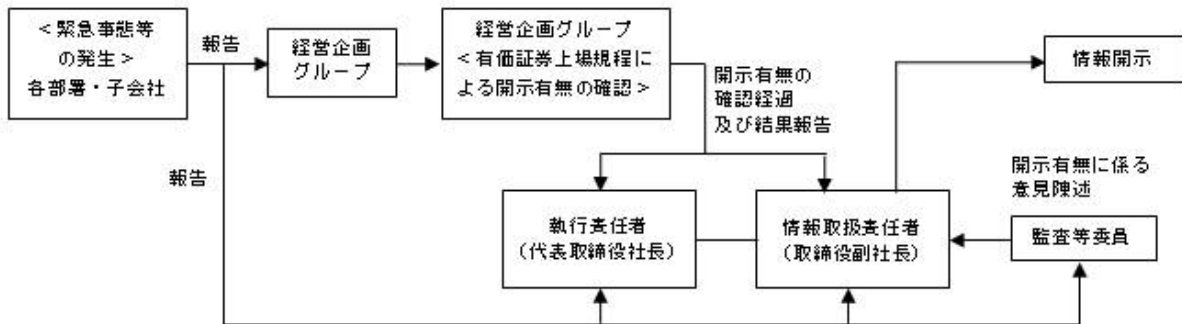 <緊急事態等
の発生>
各部署・子会社
報告
経営企画
グループ
経営企画グループ
<有価証券上場規程に
よる開示有無の確認>
開示有無の
確認経過
及び結果報告
情報開示
報告
執行責任者
(代表取締役社長)
情報取扱責任者
(取締役副社長)
開示有無に係る
意見陳述
監査等委員